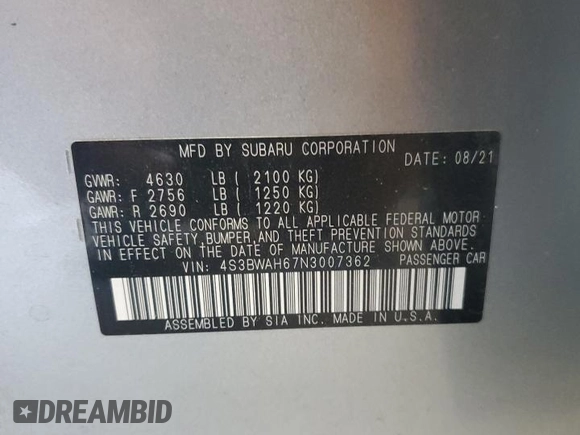 MFD BY SUBARU CORPORATION
DATE: 08/21
GVWR: 4630 LB ( 2100 KG)
GAWR: F 2756 LB ( 1250 KG)
GAWR: R 2690 LB ( 1220 KG)
THIS VEHICLE CONFORMS TO ALL APPLICABLE FEDERAL MOTOR
VEHICLE SAFETY, BUMPER, AND THEFT PREVENTION STANDARDS
IN EFFECT ON THE DATE OF MANUFACTURE SHOWN ABOVE.
VIN: 4S3BWAH67N3007362 PASSENGER CAR
ASSEMBLED BY SIA INC. MADE IN U.S.A.
DREAMBID